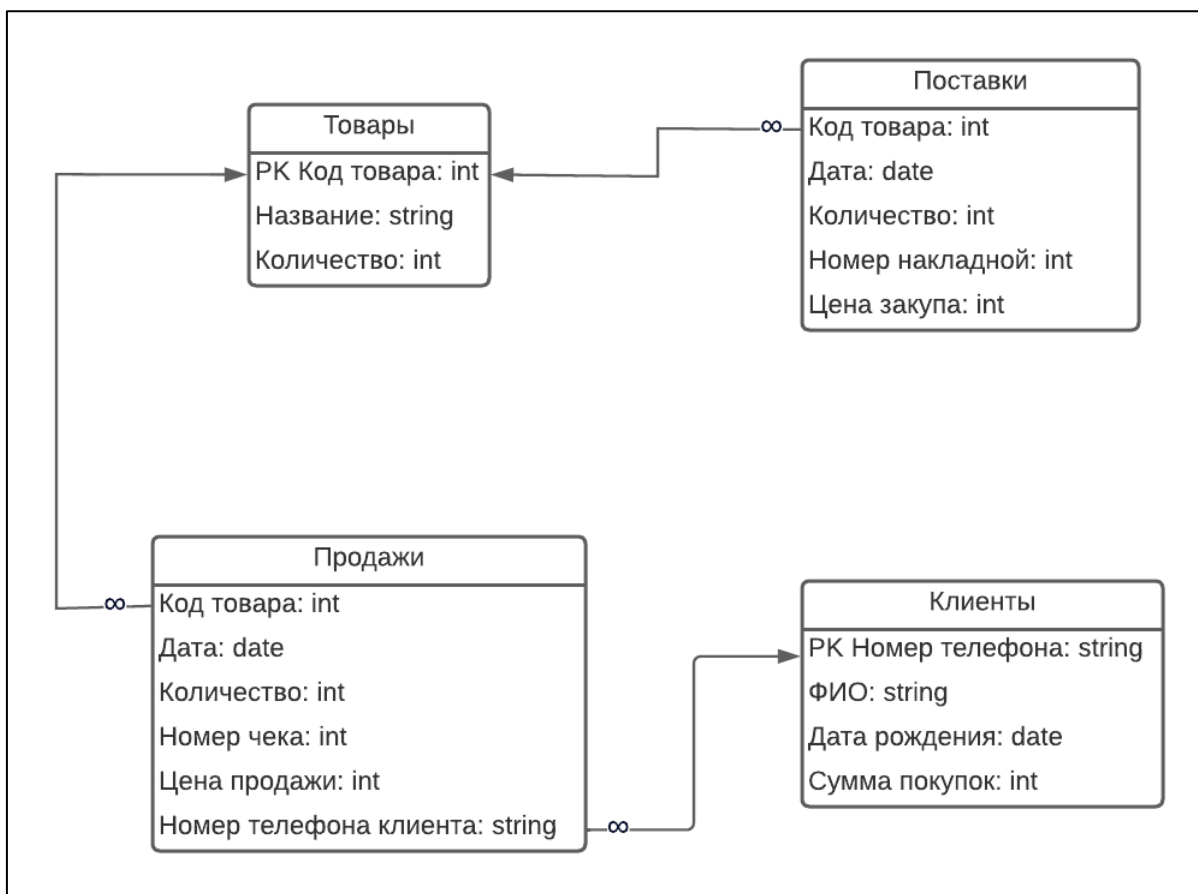 Товары
PK Код товара: int
Название: string
Количество: int
Поставки
∞ Код товара: int
Дата: date
Количество: int
Номер накладной: int
Цена закупа: int
Продажи
∞ Код товара: int
Дата: date
Количество: int
Номер чека: int
Цена продажи: int
Номер телефона клиента: string ∞
Клиенты
PK Номер телефона: string
ФИО: string
Дата рождения: date
Сумма покупок: int